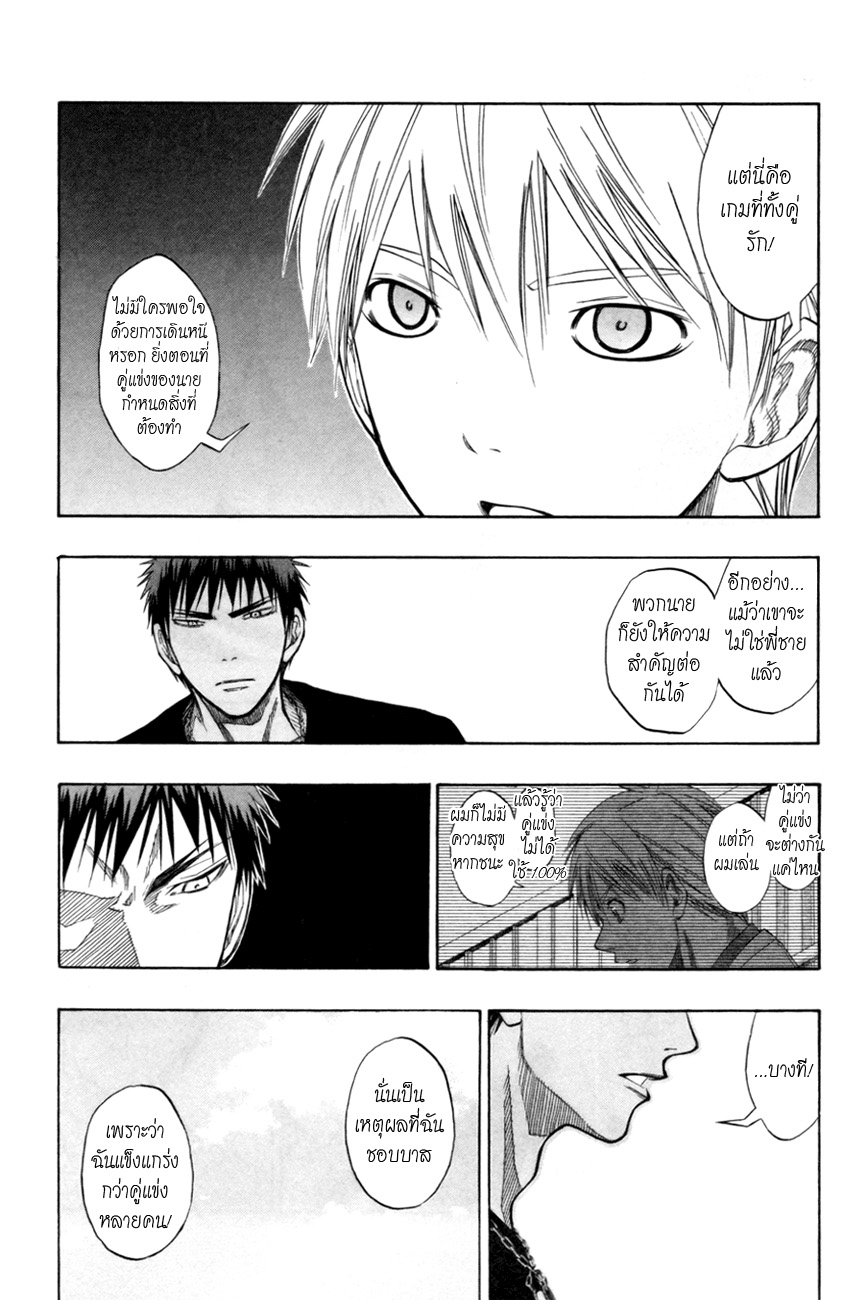 แต่นี่คือ
เกมที่ทั้งคู่
รัก!
ไม่มีใครพอใจ
ด้วยการเดินหนี
หรอก ยิ่งตอนที่
คู่แข่งของนาย
กำหนดสิ่งที่
ต้องทำ
อีกอย่าง...
แม้ว่าเขาจะ
ไม่ใช่พี่ชาย
แล้ว
พวกนาย
ก็ยังให้ความ
สำคัญต่อ
กันได้
ไม่ว่า
คู่แข่ง
จะต่างกัน
แค่ไหน
แต่ถ้า
ผมเล่น
แล้วรู้ว่า
คู่แข่ง
ไม่ได้
ใช้ 100%
ผมก็ไม่มี
ความสุข
หากชนะ
...บางที!
นั่นเป็น
เหตุผลที่ฉัน
ชอบบาส
เพราะว่า
ฉันแข็งแกร่ง
กว่าคู่แข่ง
หลายคน!